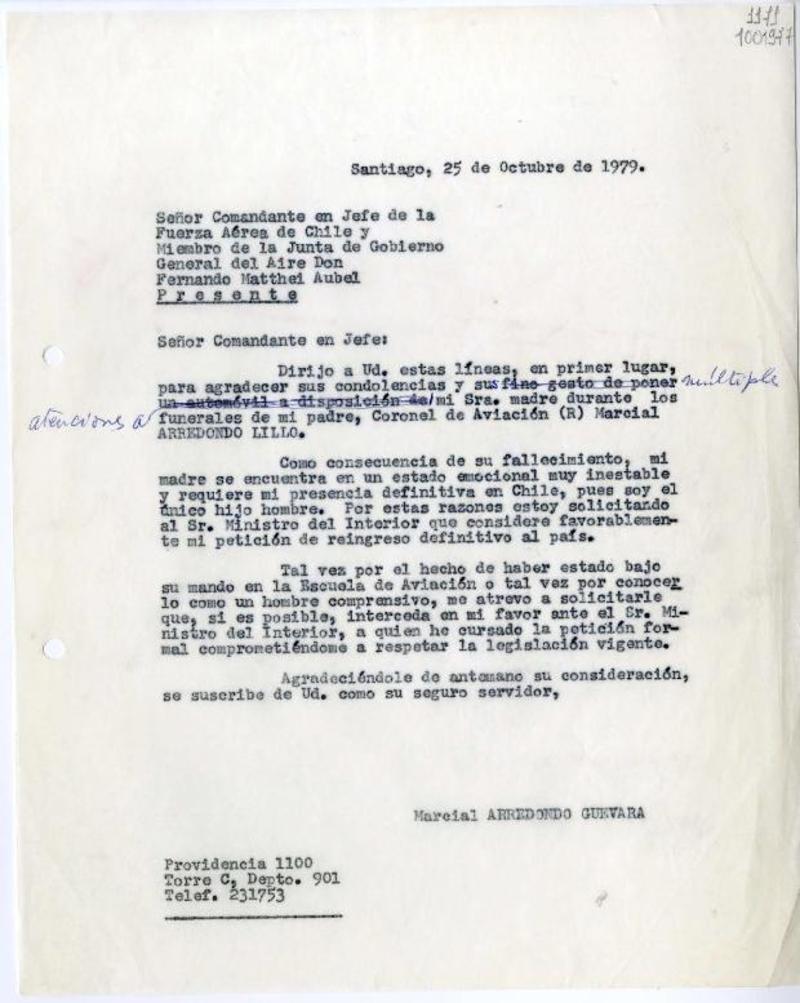 1171
1001977
Santiago, 25 de Octubre de 1979.
Señor Comandante en Jefe de la
Fuerza Aérea de Chile y
Miembro de la Junta de Gobierno
General del Aire Don
Fernando Matthei Aubel
P r e s e n t e
Señor Comandante en Jefe:
Dirijo a Ud. estas líneas, en primer lugar,
para agradecer sus condolencias y sus fino gesto de poner múltiple
un automóvil a disposición de/mi Sra. madre durante los
atenciones a funerales de mi padre, Coronel de Aviación (R) Marcial
ARREDONDO LILLO.
Como consecuencia de su fallecimiento, mi
madre se encuentra en un estado emocional muy inestable
y requiere mi presencia definitiva en Chile, pues soy el
único hijo hombre. Por estas razones estoy solicitando
al Sr. Ministro del Interior que considere favorablemen-
te mi petición de reingreso definitivo al país.
Tal vez por el hecho de haber estado bajo
su mando en la Escuela de Aviación o tal vez por conocer
lo como un hombre comprensivo, me atrevo a solicitarle
que, si es posible, interceda en mi favor ante el Sr. Mi-
nistro del Interior, a quien he cursado la petición for-
mal comprometiéndome a respetar la legislación vigente.
Agradeciéndole de antemano su consideración,
se suscribe de Ud. como su seguro servidor,
Marcial ARREDONDO GUEVARA
Providencia 1100
Torre C, Depto. 901
Telef. 231753